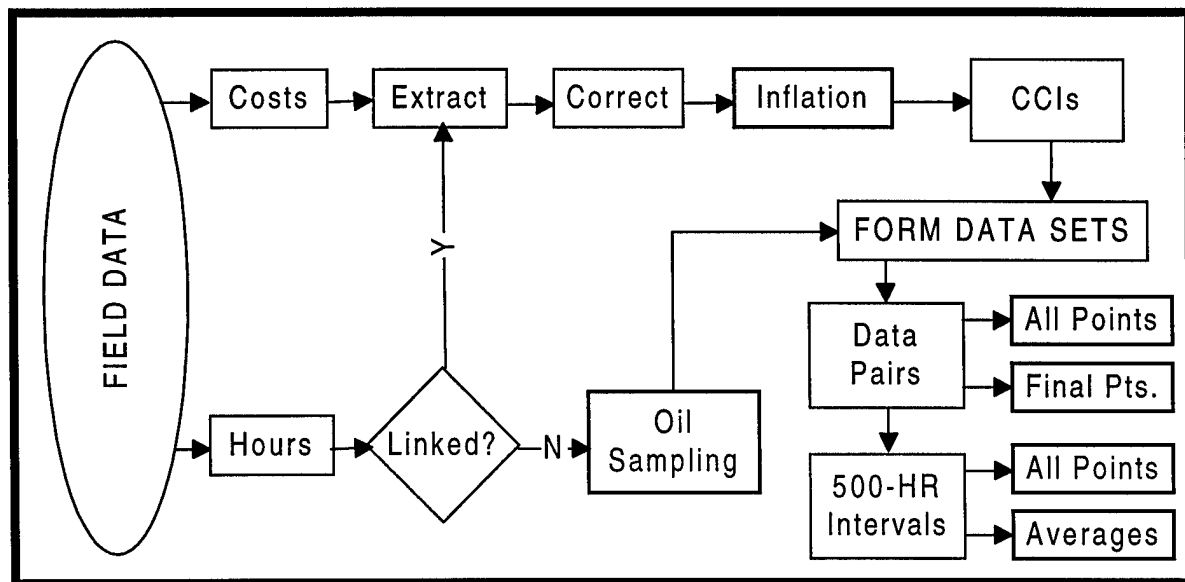 FIELD DATA
Costs
Extract
Correct
Inflation
CCIs
Y
FORM DATA SETS
Data
Pairs
All Points
Final Pts.
Hours
Linked?
N
Oil
Sampling
500-HR
Intervals
All Points
Averages